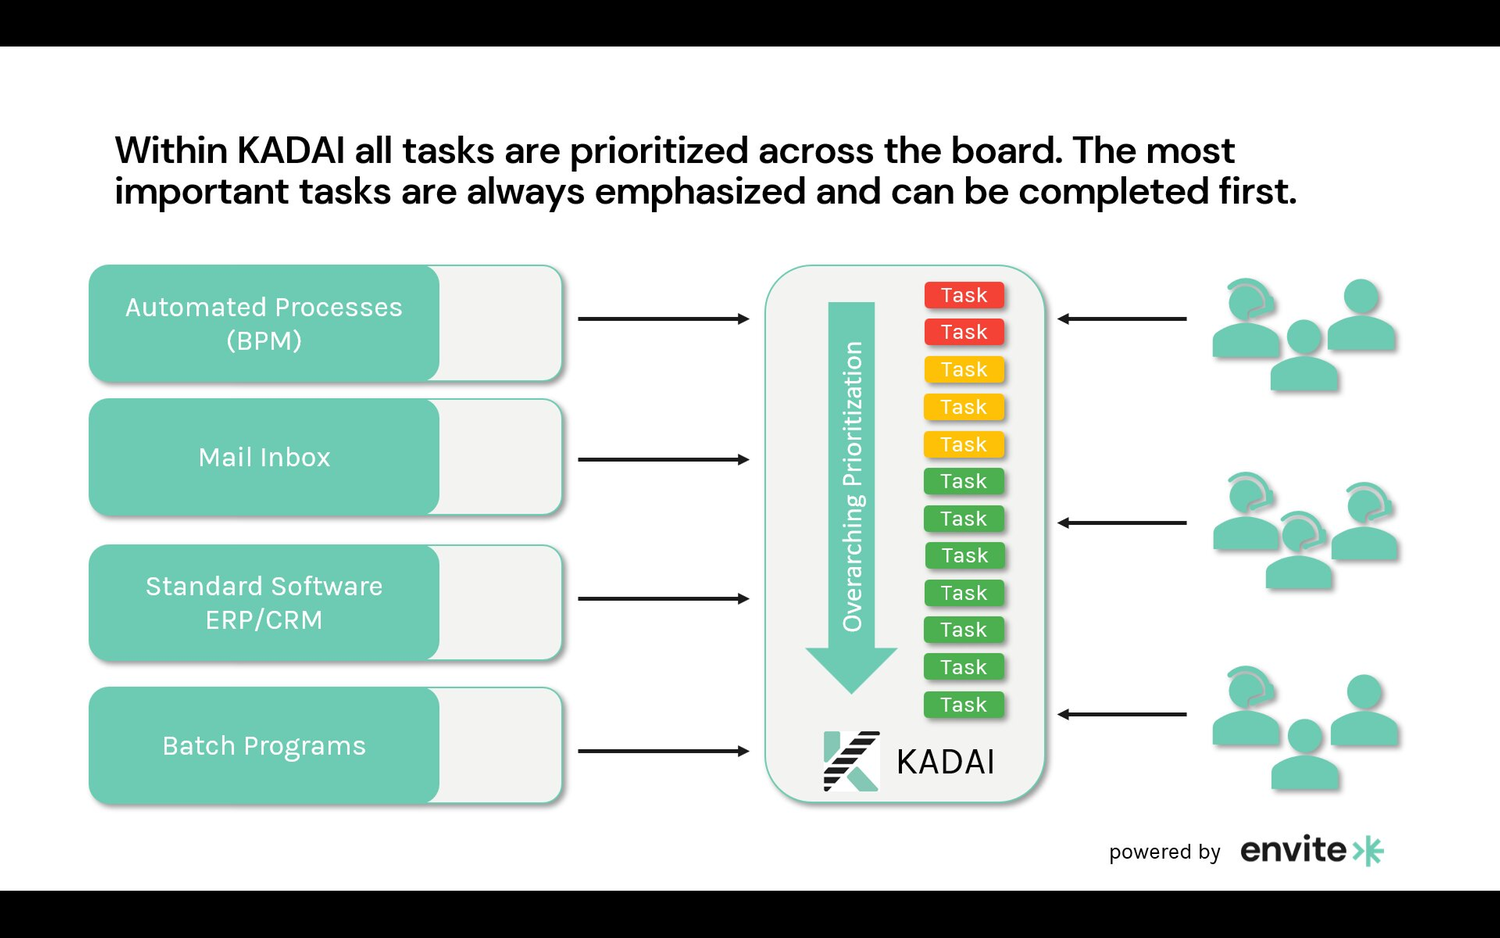 Within KADAI all tasks are prioritized across the board. The most
important tasks are always emphasized and can be completed first.
Automated Processes
(BPM)
Mail Inbox
Standard Software
ERP/CRM
Batch Programs
Overarching Prioritization
Task
Task
Task
Task
Task
Task
Task
Task
Task
Task
Task
Task
KADAI
powered by envite